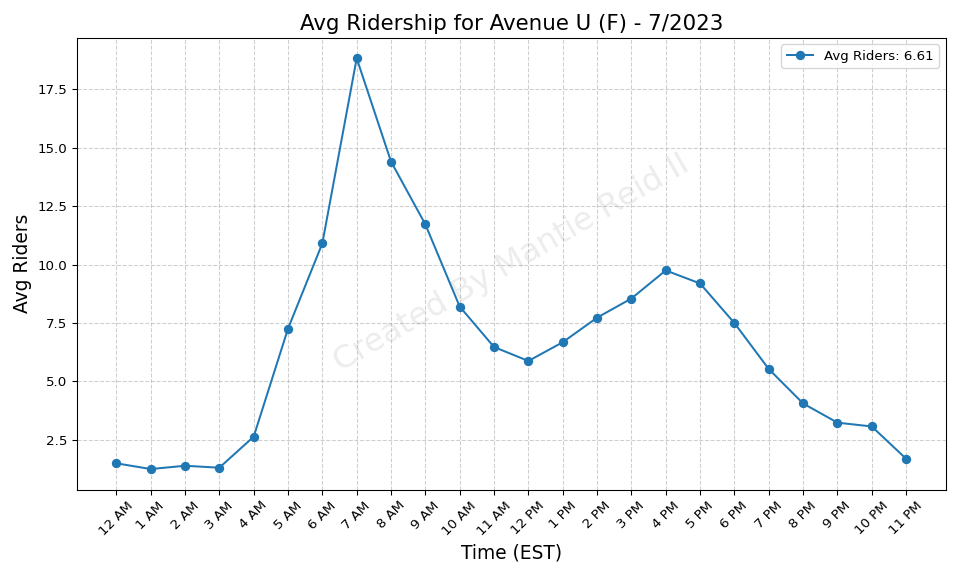 Avg Ridership for Avenue U (F) - 7/2023
Avg Riders: 6.61
Avg Riders
17.5
15.0
12.5
10.0
7.5
5.0
2.5
Created By Mantie Reid II
12 AM 1 AM 2 AM 3 AM 4 AM 5 AM 6 AM 7 AM 8 AM 9 AM 10 AM 11 AM 12 PM 1 PM 2 PM 3 PM 4 PM 5 PM 6 PM 7 PM 8 PM 9 PM 10 PM 11 PM
Time (EST)